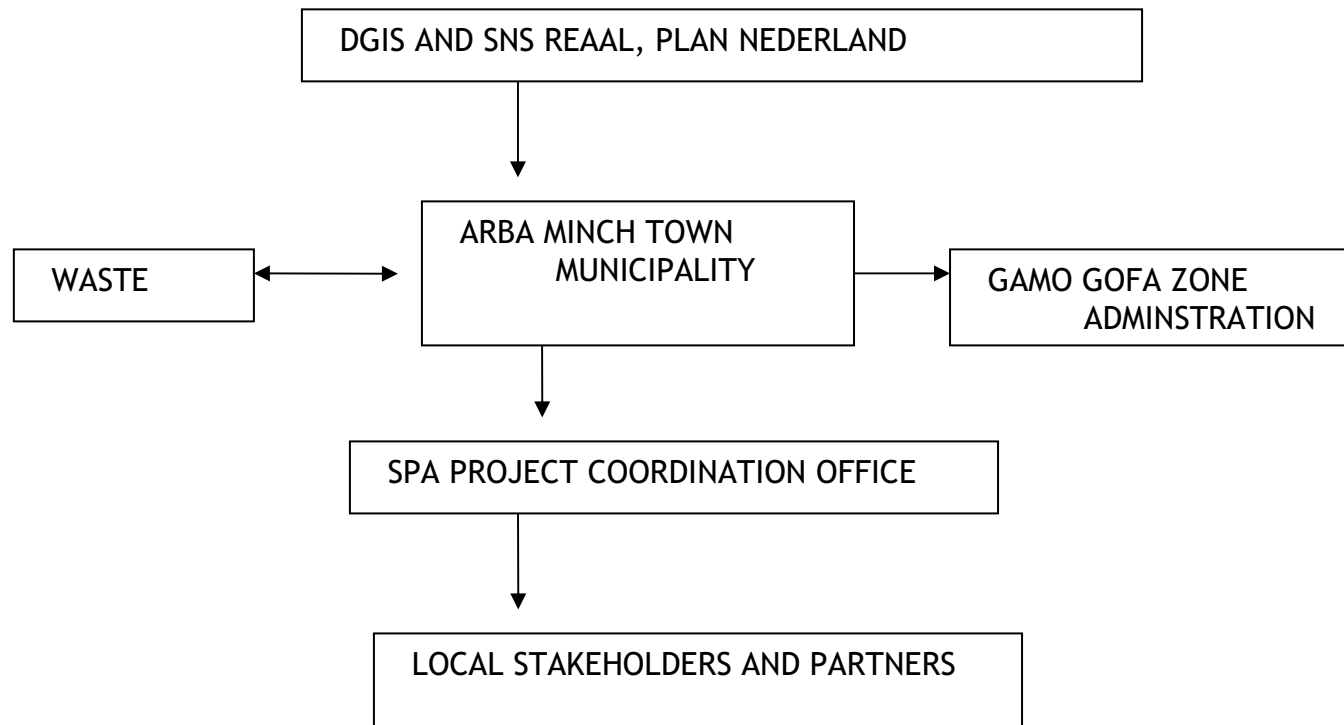 DGIS AND SNS REAAL, PLAN NEDERLAND
ARBA MINCH TOWN
MUNICIPALITY
WASTE
GAMO GOFA ZONE
ADMINSTRATION
SPA PROJECT COORDINATION OFFICE
LOCAL STAKEHOLDERS AND PARTNERS